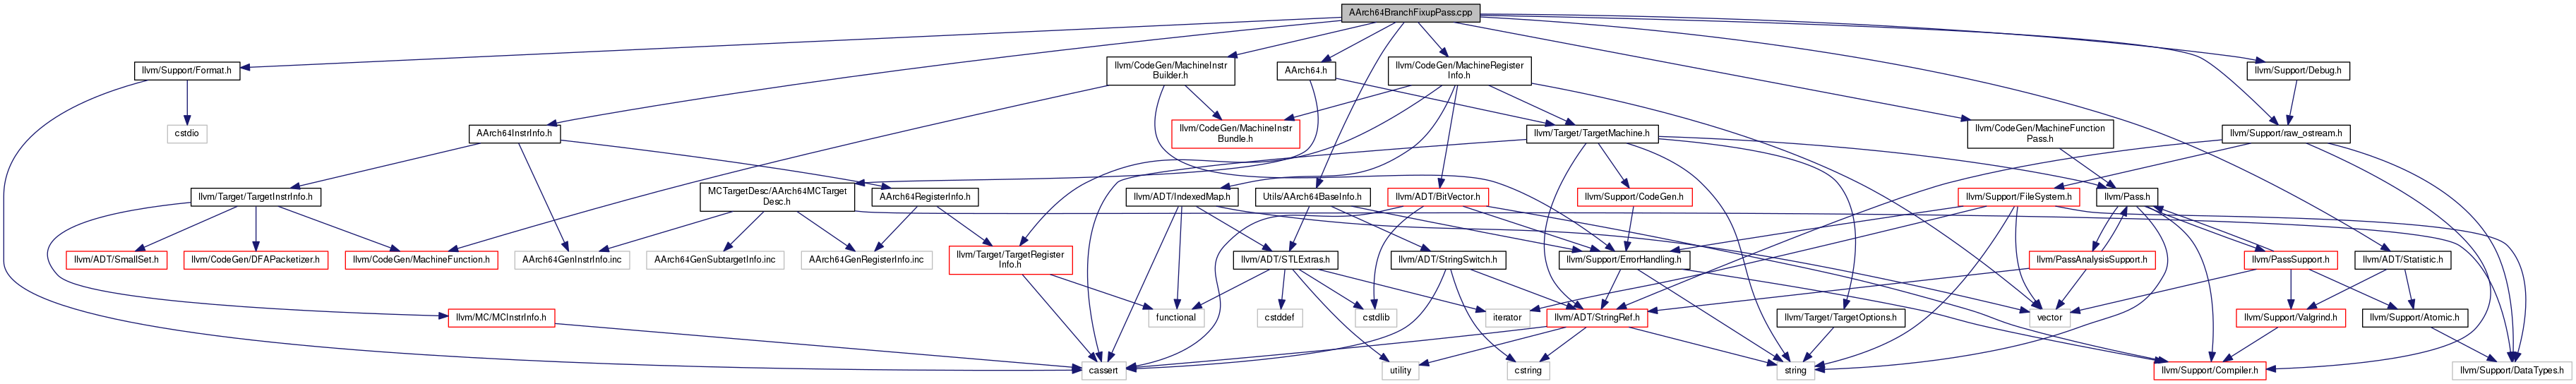 AArch64BranchFixupPass.cpp
llvm/Support/Format.h
llvm/CodeGen/MachineInstr
Builder.h
AArch64.h
llvm/CodeGen/MachineRegister
Info.h
llvm/Support/Debug.h
cstdio
AArch64InstrInfo.h
llvm/CodeGen/MachineInstr
Bundle.h
llvm/Target/TargetMachine.h
llvm/CodeGen/MachineFunction
Pass.h
llvm/Support/raw_ostream.h
llvm/Target/TargetInstrInfo.h
MCTargetDesc/AArch64MCTarget
Desc.h
AArch64RegisterInfo.h
llvm/ADT/IndexedMap.h
Utils/AArch64BaseInfo.h
llvm/ADT/BitVector.h
llvm/Support/CodeGen.h
llvm/Support/FileSystem.h
llvm/Pass.h
llvm/ADT/SmallSet.h
llvm/CodeGen/DFAPacketizer.h
llvm/CodeGen/MachineFunction.h
AArch64GenInstrInfo.inc
AArch64GenSubtargetInfo.inc
AArch64GenRegisterInfo.inc
llvm/Target/TargetRegister
Info.h
llvm/ADT/STLExtras.h
llvm/ADT/StringSwitch.h
llvm/Support/ErrorHandling.h
llvm/PassAnalysisSupport.h
llvm/PassSupport.h
llvm/ADT/Statistic.h
llvm/MC/MCInstrInfo.h
functional
cstddef
cstdlib
iterator
llvm/ADT/StringRef.h
llvm/Target/TargetOptions.h
vector
llvm/Support/Valgrind.h
llvm/Support/Atomic.h
cassert
utility
cstring
string
llvm/Support/Compiler.h
llvm/Support/DataTypes.h